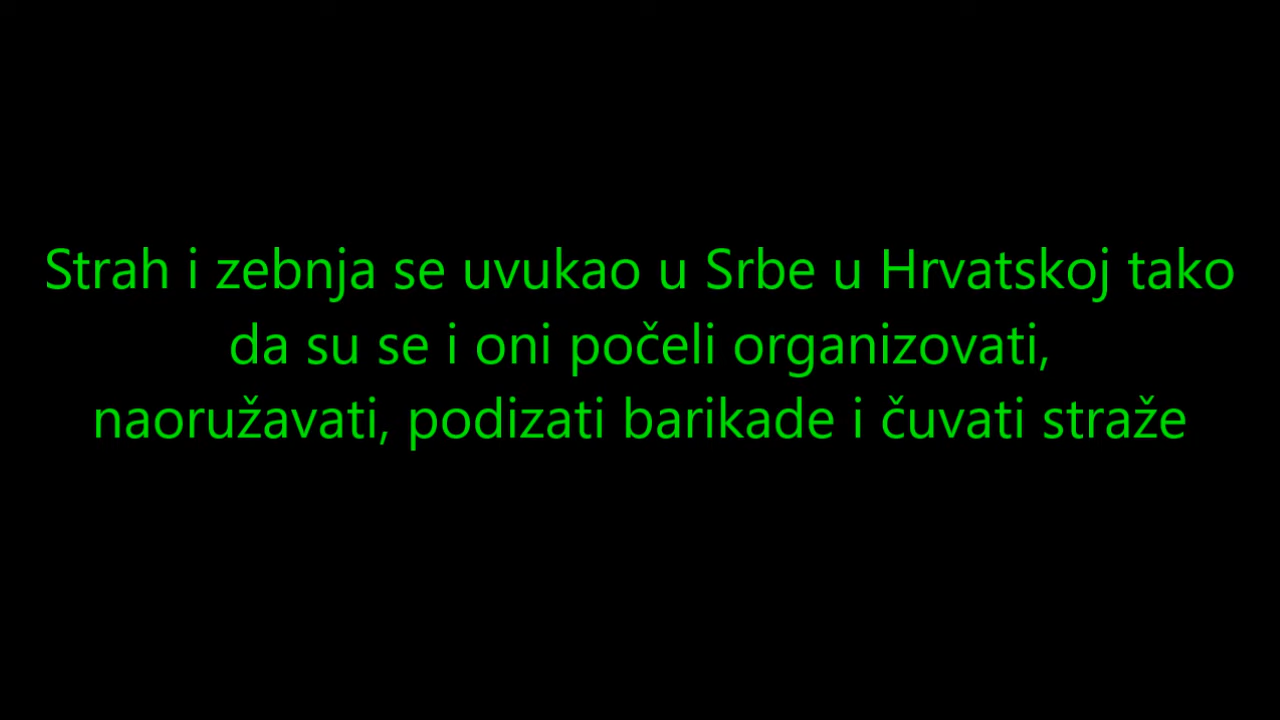 Strah i zebnja se uvukao u Srbe u Hrvatskoj tako
da su se i oni počeli organizovati,
naoružavati, podizati barikade i čuvati straže